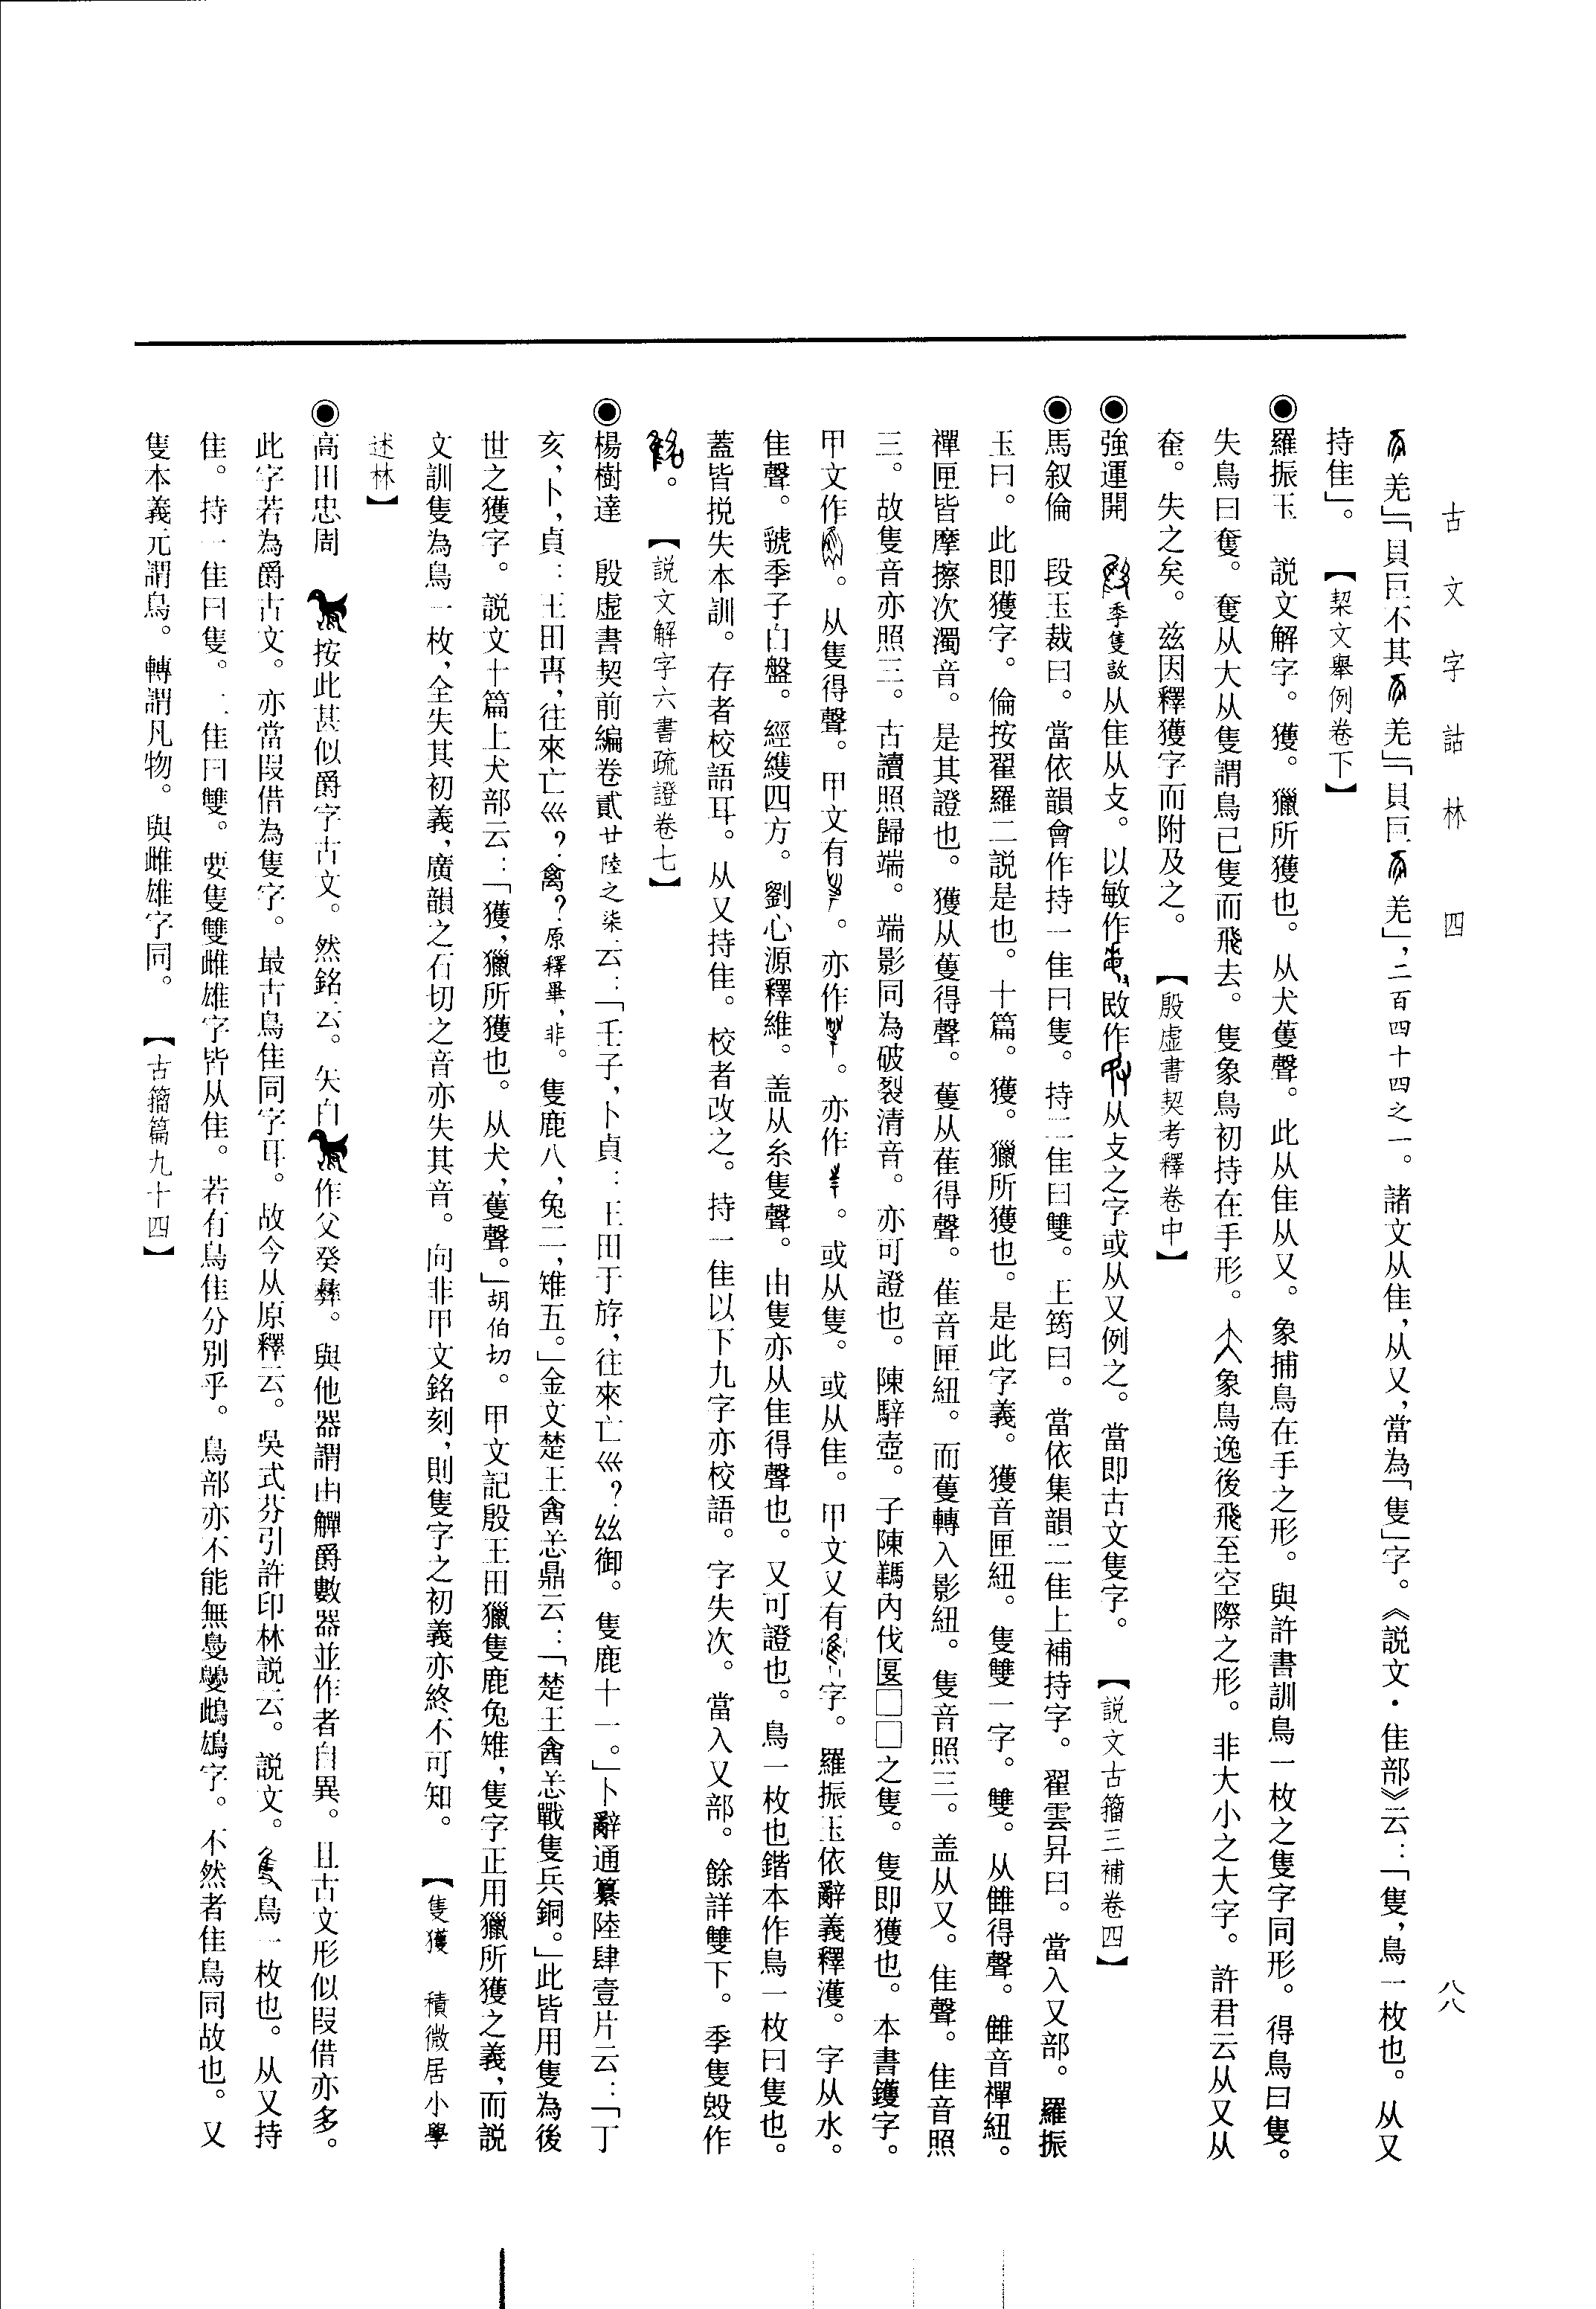 古文字詁林 四
八八
羌」「貝巨不其羌」「貝巨羌」，二百四十四之一。諸文从隹，从又，當為「隻」字。《説文·隹部》云：「隻，鳥一枚也。从又
持隹」。【契文舉例卷下】
◉羅振玉 説文解字。獲。獵所獲也。从犬蒦聲。此从隹从又。象捕鳥在手之形。與許書訓鳥一枚之隻字同形。得鳥曰隻。
失鳥曰奪。奪从大从隻謂鳥已隻而飛去。隻象鳥初持在手形。象鳥逸後飛至空際之形。非大小之大字。許君云从又从
奞。失之矣。茲因釋獲字而附及之。【殷虚書契考釋卷中】
◉強運開 季隻𣪘从隹从攴。以敏作，啟作从攴之字或从又例之。當即古文隻字。【説文古籀三補卷四】
◉馬叙倫 段玉裁曰。當依韻會作持一隹曰隻。持二隹曰雙。王筠曰。當依集韻二隹上補持字。翟雲昇曰。當入又部。羅振
玉曰。此即獲字。倫按翟羅二説是也。十篇。獲。獵所獲也。是此字義。獲音匣紐。隻雙一字。雙。从雔得聲。雔音禪紐。
禪匣皆摩擦次濁音。是其證也。獲从蒦得聲。蒦从萑得聲。萑音匣紐。而蒦轉入影紐。隻音照三。盖从又。隹聲。隹音照
三。故隻音亦照三。古讀照歸端。端影同為破裂清音。亦可證也。陳騂壺。子陳內伐匽□□之隻。隻即獲也。本書鑊字。
甲文作。从隻得聲。甲文有。亦作。亦作。或从隻。或从隹。甲文又有字。羅振玉依辭義釋濩。字从水。
隹聲。虢季子白盤。經䋾四方。劉心源釋維。盖从糸隻聲。由隻亦从隹得聲也。又可證也。鳥一枚也鍇本作鳥一枚曰隻也。
蓋皆挩失本訓。存者校語耳。从又持隹。校者改之。持一隹以下九字亦校語。字失次。當入又部。餘詳雙下。季隻𣪘作
。【説文解字六書疏證卷七】
◉楊樹達 殷虚書契前編卷貳廿陸之柒云：「壬子，卜貞：王田于斿，往來亡巛？𢆶御。隻鹿十一。」卜辭通纂陸肆壹片云：「丁
亥，卜，貞：王田𫳅，往來亡巛？禽？原釋畢，非。隻鹿八，兔二，雉五。」金文楚王酓忎鼎云：「楚王酓忎戰隻兵銅。」此皆用隻為後
世之獲字。説文十篇上犬部云：「獲，獵所獲也。从犬，蒦聲。」胡伯切。甲文記殷王田獵隻鹿兔雉，隻字正用獵所獲之義，而説
文訓隻為鳥一枚，全失其初義，廣韻之石切之音亦失其音。向非甲文銘刻，則隻字之初義亦終不可知。【隻獲 積微居小學
述林】
◉高田忠周 按此甚似爵字古文。然銘云。矢白作父癸彝。與他器謂由觶爵數器並作者自異。且古文形似叚借亦多。
此字若為爵古文。亦當叚借為隻字。最古鳥隹同字耳。故今从原釋云。吳式芬引許印林説云。説文。鳥一枚也。从又持
隹。持一隹曰隻。二隹曰雙。要隻雙雌雄字皆从隹。若有鳥隹分別乎。鳥部亦不能無字。不然者隹鳥同故也。又
隻本義元謂鳥。轉謂凡物。與雌雄字同。【古籀篇九十四】